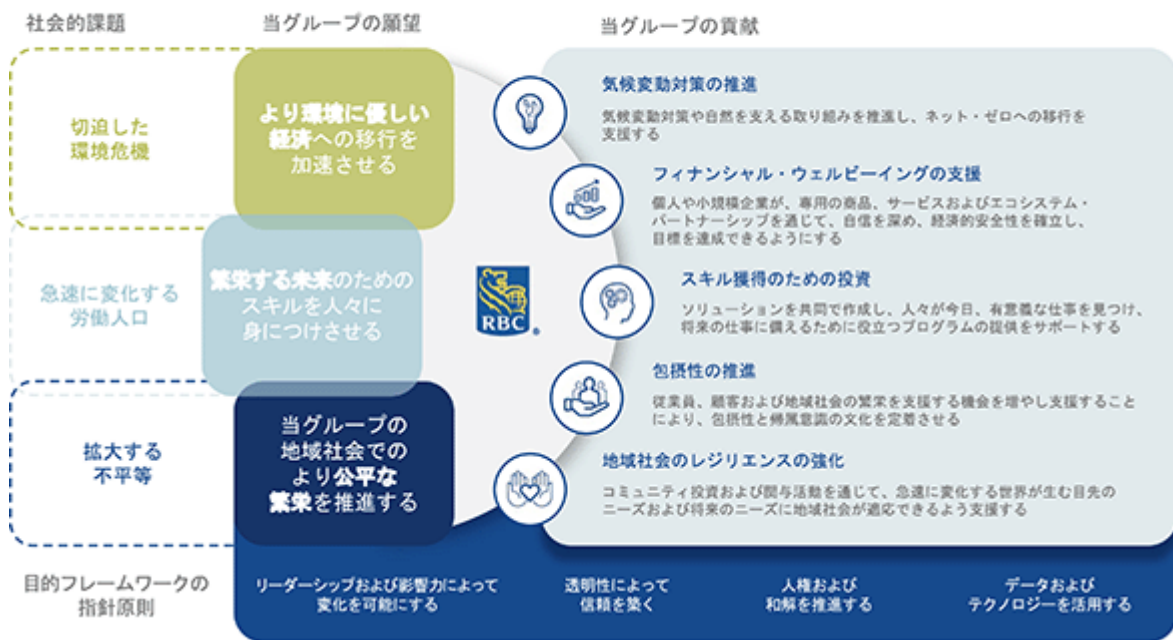 社会的課題
当グループの願望
当グループの貢献
切迫した
環境危機
より環境に優しい
経済への移行を
加速させる
急速に変化する
労働人口
繁栄する未来のための
スキルを人々に
身につけさせる
拡大する
不平等
当グループの
地域社会での
より公平な
繁栄を推進する
RBC
®
気候変動対策の推進
気候変動対策や自然を支える取り組みを推進し、ネット・ゼロへの移行を
支援する
フィナンシャル・ウェルビーイングの支援
個人や小規模企業が、専用の商品、サービスおよびエコシステム・
パートナーシップを通じて、自信を深め、経済的安全性を確立し、
目標を達成できるようにする
スキル獲得のための投資
ソリューションを共同で作成し、人々が今日、有意義な仕事を見つけ、
将来の仕事に備えるために役立つプログラムの提供をサポートする
包摂性の推進
従業員、顧客および地域社会の繁栄を支援する機会を増やし支援すること
により、包摂性と帰属意識の文化を定着させる
地域社会のレジリエンスの強化
コミュニティ投資および関与活動を通じて、急速に変化する世界が生む目先の
ニーズおよび将来のニーズに地域社会が適応できるよう支援する
目的フレームワークの
指針原則
リーダーシップおよび影響力によって
変化を可能にする
透明性によって
信頼を築く
人権および
和解を推進する
データおよび
テクノロジーを活用する